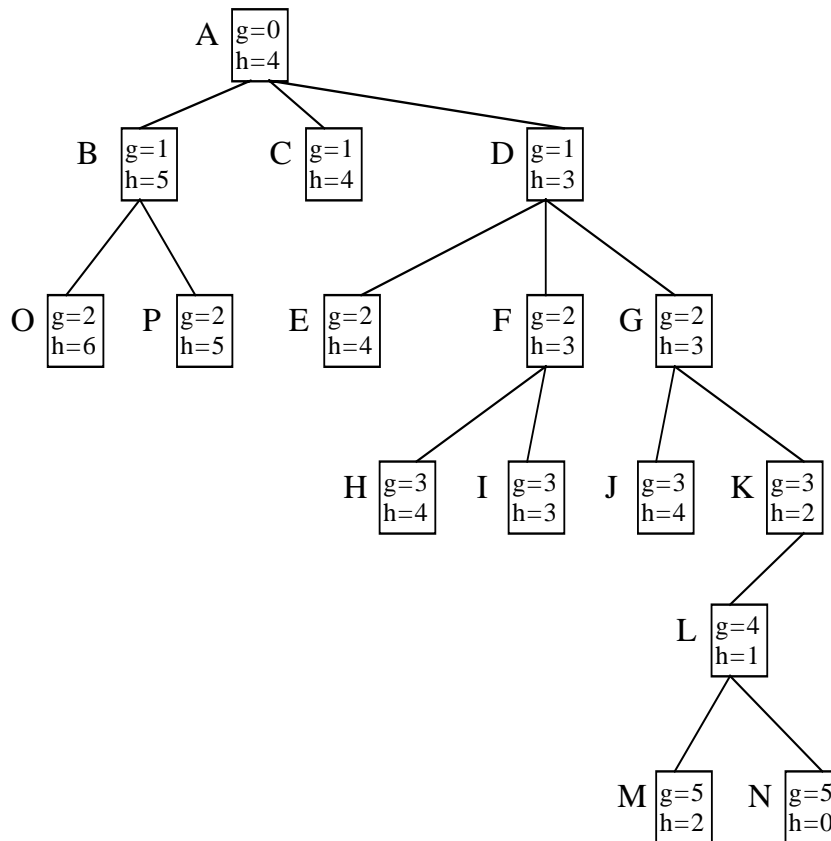 A
g=0
h=4
B
g=1
h=5
C
g=1
h=4
D
g=1
h=3
O
g=2
h=6
P
g=2
h=5
E
g=2
h=4
F
g=2
h=3
G
g=2
h=3
H
g=3
h=4
I
g=3
h=3
J
g=3
h=4
K
g=3
h=2
L
g=4
h=1
M
g=5
h=2
N
g=5
h=0